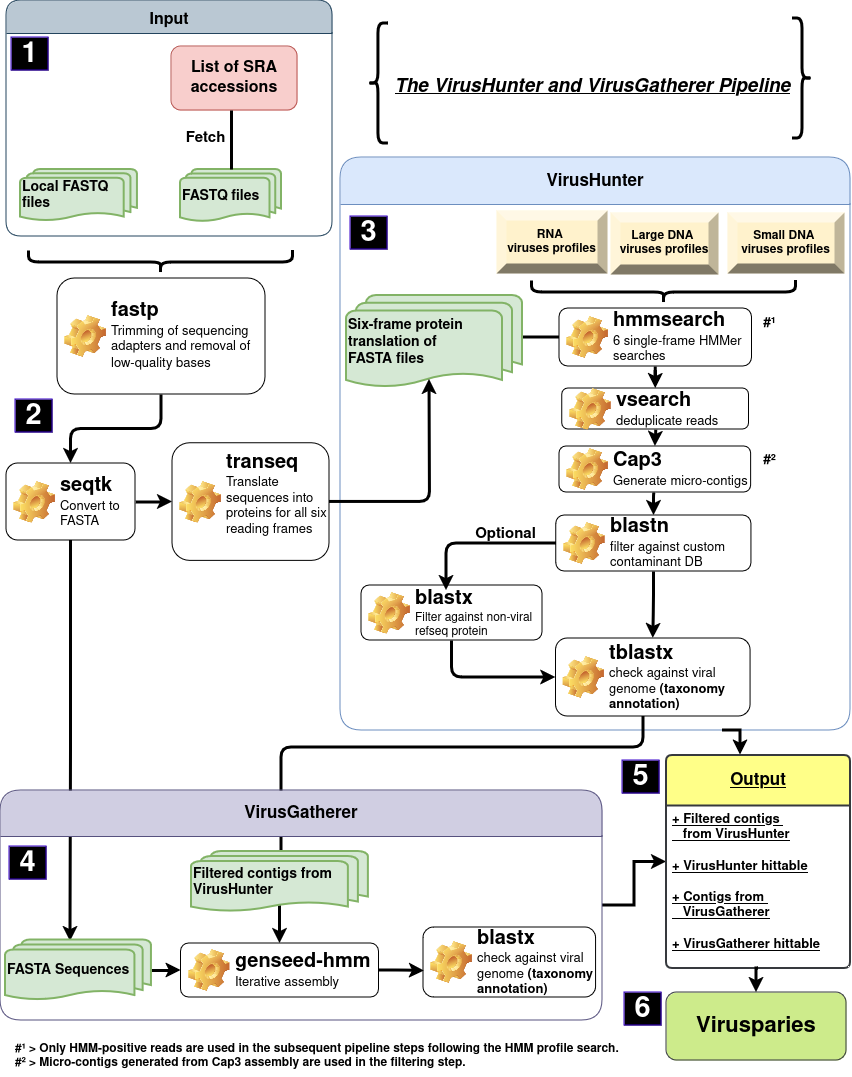 Input
1
List of SRA
accessions
Fetch
Local FASTQ
files
FASTQ files
The VirusHunter and VirusGatherer Pipeline
fastp
Trimming of sequencing
adapters and removal of
low-quality bases
2
seqtk
Convert to
FASTA
transeq
Translate
sequences into
proteins for all six
reading frames
VirusHunter
3
RNA
viruses profiles
Large DNA
viruses profiles
Small DNA
viruses profiles
Six-frame protein
translation of
FASTA files
hmmsearch
6 single-frame HMMer
searches
#¹
vsearch
deduplicate reads
Cap3
Generate micro-contigs
#²
blastn
filter against custom
contaminant DB
Optional
blastx
Filter against non-viral
refseq protein
tblastx
check against viral
genome (taxonomy
annotation)
VirusGatherer
4
Filtered contigs from
VirusHunter
FASTA Sequences
genseed-hmm
Iterative assembly
blastx
check against viral
genome (taxonomy
annotation)
5
Output
+ Filtered contigs
from VirusHunter
+ VirusHunter hittable
+ Contigs from
VirusGatherer
+ VirusGatherer hittable
6
Virusparies
#¹ > Only HMM-positive reads are used in the subsequent pipeline steps following the HMM profile search.
#² > Micro-contigs generated from Cap3 assembly are used in the filtering step.